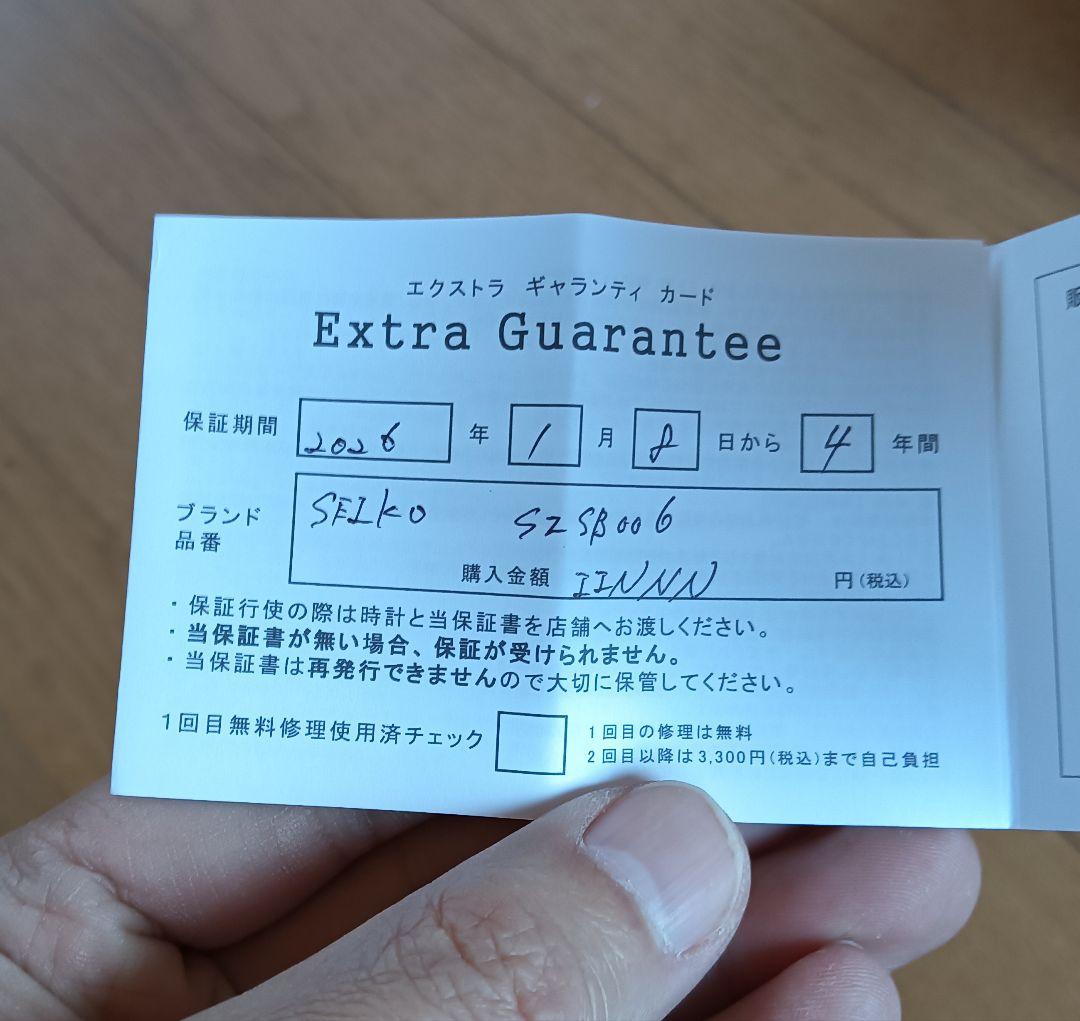 エクストラ ギャランティ カード
Extra Guarantee
保証期間 2026 年 1 月 8 日から 4 年間
ブランド 品番 SEIKO SZSB006
購入金額 IINNN 円(税込)
・保証行使の際は時計と当保証書を店舗へお渡しください。
・当保証書が無い場合、保証が受けられません。
・当保証書は再発行できませんので大切に保管してください。
1回目無料修理使用済チェック
1回目の修理は無料
2回目以降は3,300円(税込)まで自己負担